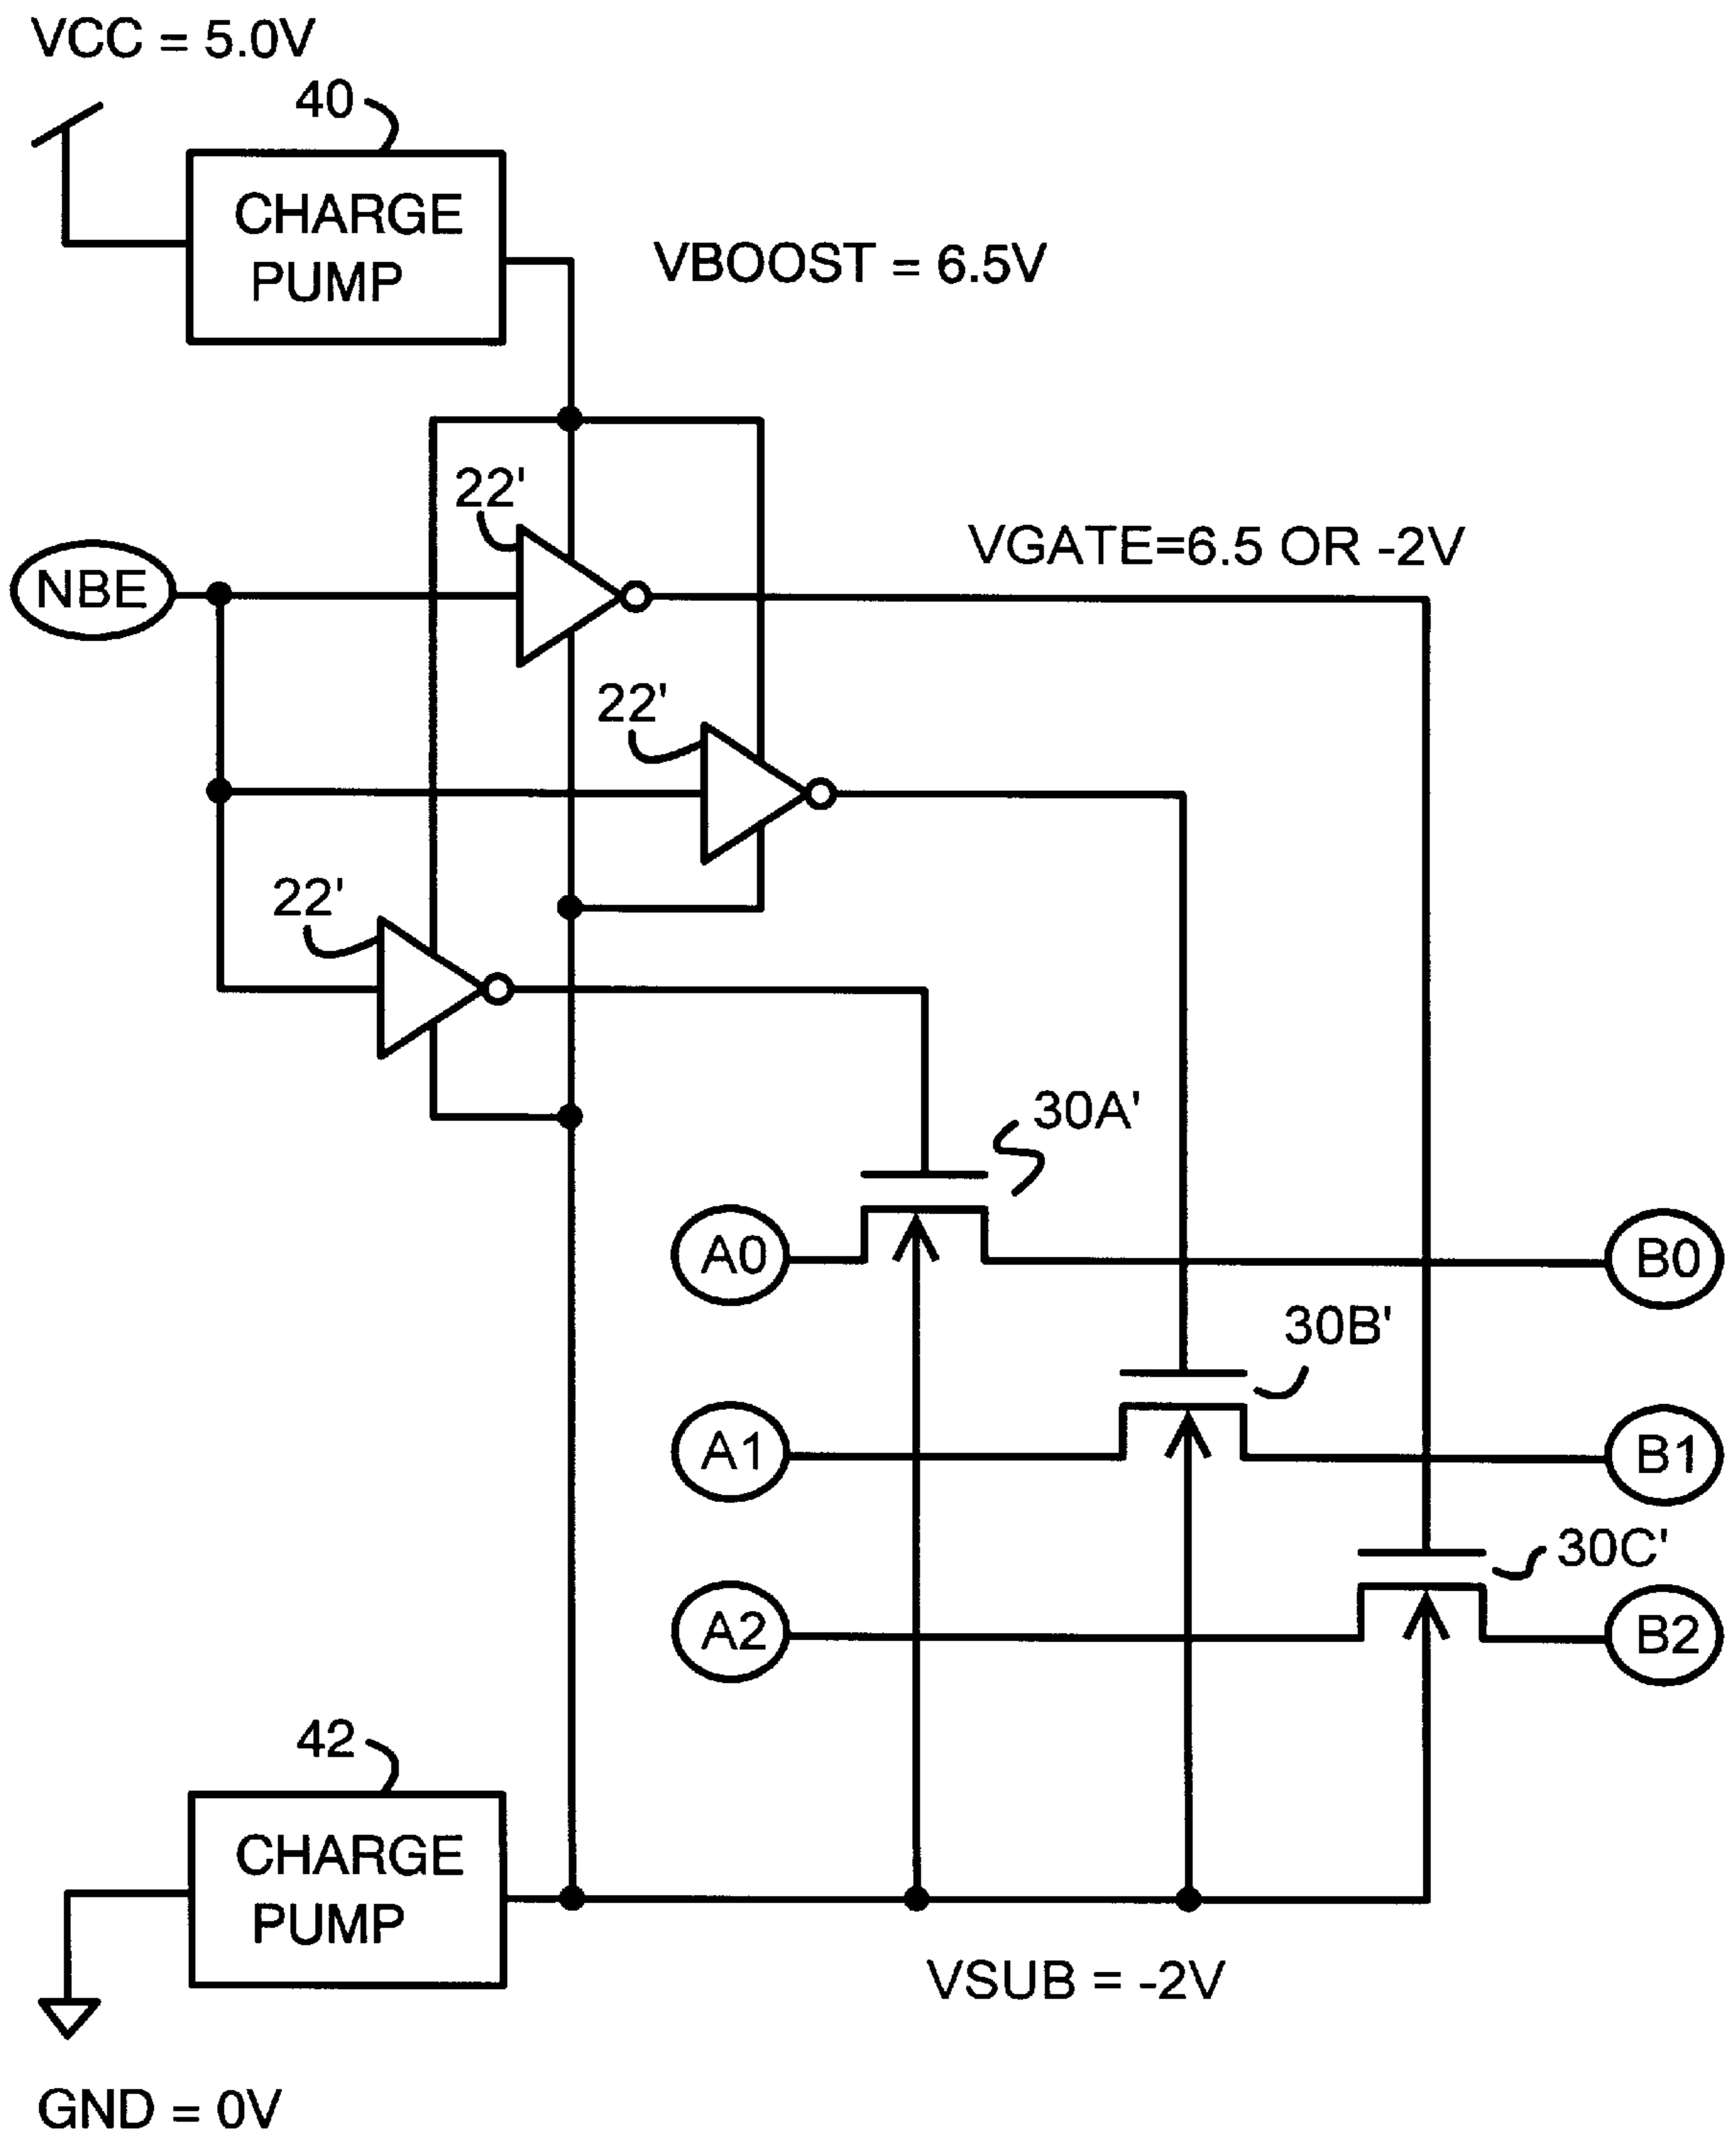 VCC = 5.0V
40
CHARGE
PUMP
VBOOST = 6.5V
22'
VGATE=6.5 OR -2V
NBE
22'
22'
30A'
A0
B0
30B'
A1
B1
30C'
A2
B2
42
CHARGE
PUMP
VSUB = -2V
GND = 0V